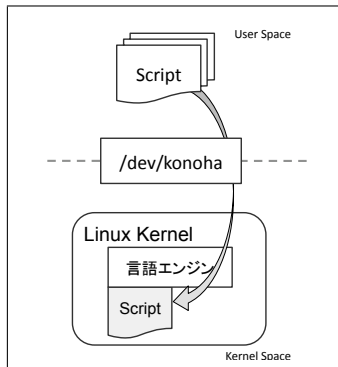 User Space
Script
/dev/konoha
Linux Kernel
言語エンジン
Script
Kernel Space